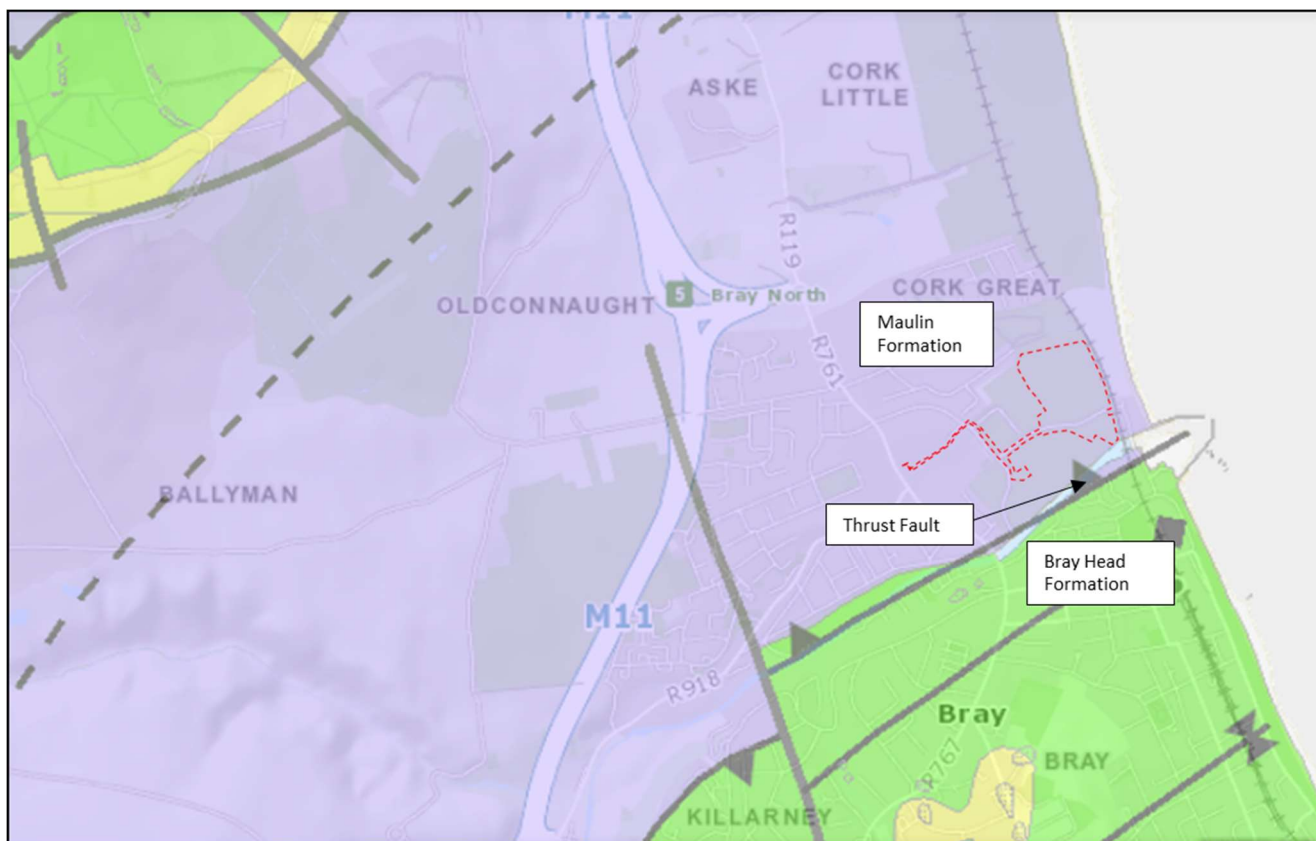 M11
ASKE
CORK
LITTLE
R119
CORK GREAT
OLDCONNAUGHT
5 Bray North
Maulin
Formation
R761
BALLYMAN
Thrust Fault
Bray Head
Formation
M11
R918
Bray
R767
BRAY
KILLARNEY